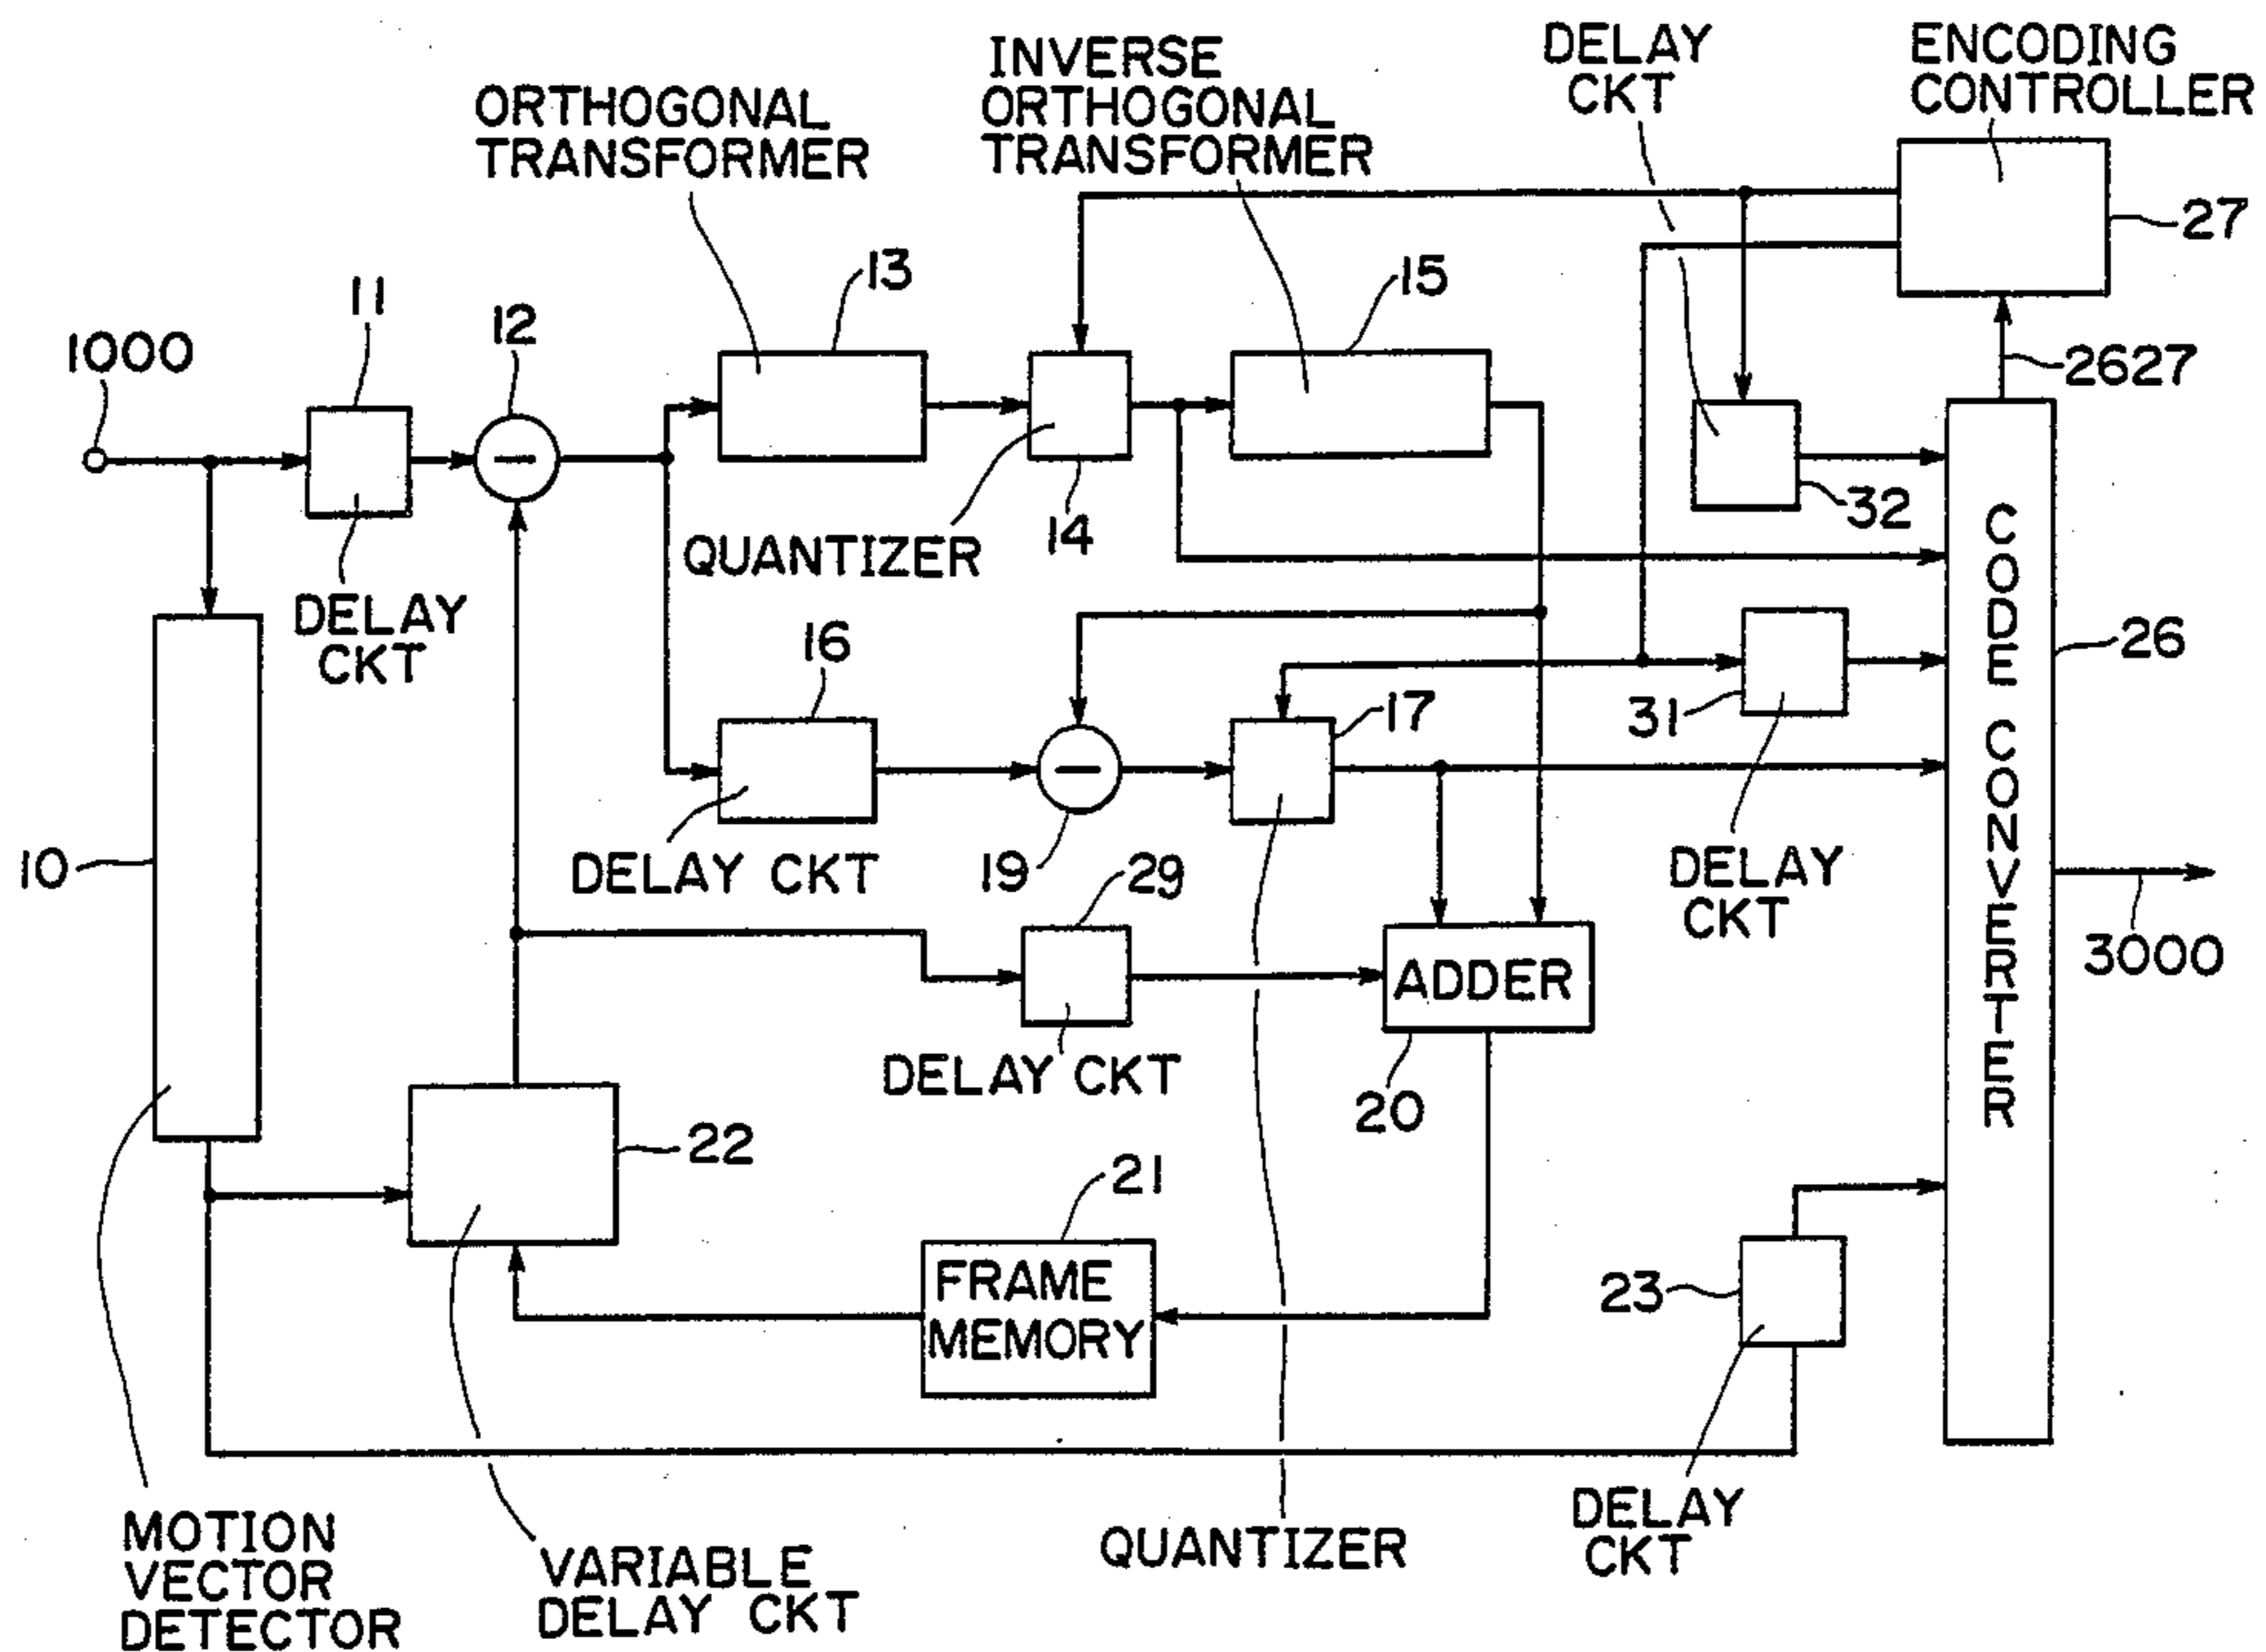 INVERSE
ORTHOGONAL
TRANSFORMER
DELAY
CKT
ENCODING
CONTROLLER
ORTHOGONAL
TRANSFORMER
27
13
15
11
12
1000
2627
32
14
QUANTIZER
DELAY
CKT
16
17
31
26
CODE CONVERTER
10
DELAY CKT
19
29
DELAY
CKT
3000
ADDER
DELAY CKT
20
22
21
FRAME
MEMORY
23
MOTION
VECTOR
DETECTOR
VARIABLE
DELAY CKT
QUANTIZER
DELAY
CKT